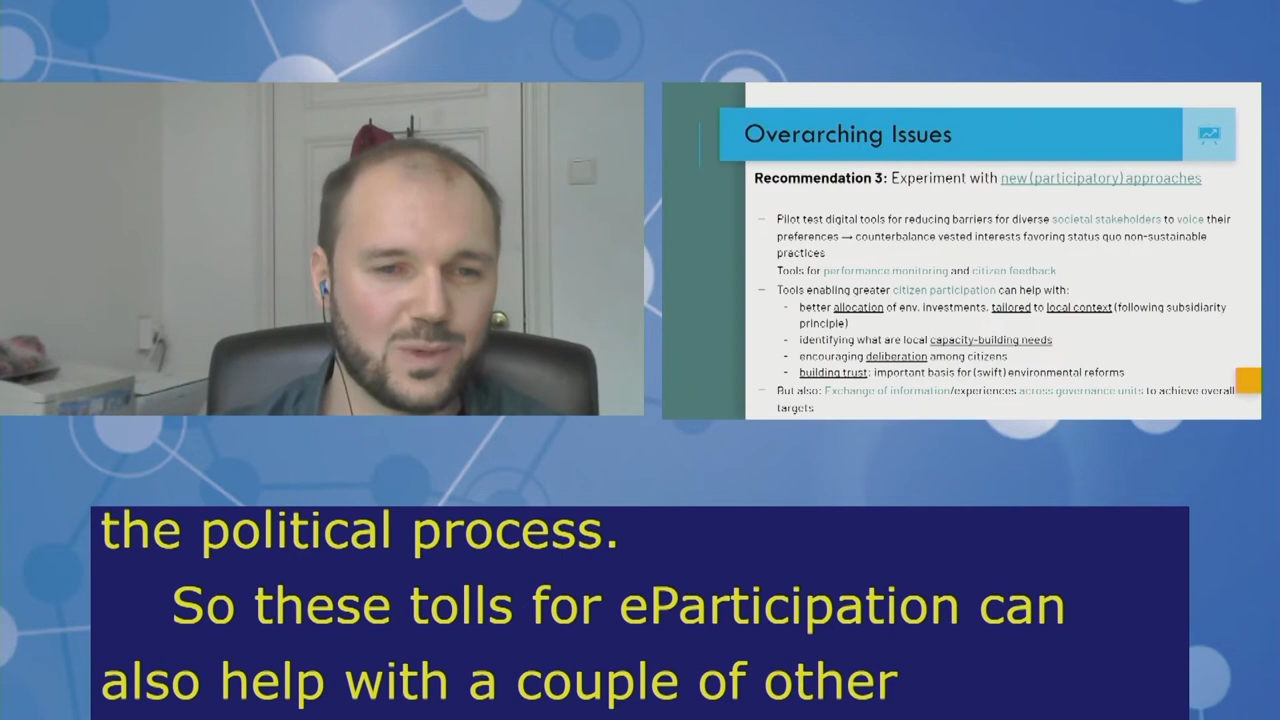 Overarching Issues
Recommendation 3: Experiment with new (participatory) approaches
– Pilot test digital tools for reducing barriers for diverse societal stakeholders to voice their
preferences → counterbalance vested interests favoring status quo non-sustainable
practices
Tools for performance monitoring and citizen feedback
– Tools enabling greater citizen participation can help with:
- better allocation of env. investments, tailored to local context (following subsidiarity
principle)
- identifying what are local capacity-building needs
- encouraging deliberation among citizens
- building trust: important basis for (swift) environmental reforms
– But also: Exchange of information/experiences across governance units to achieve overall
targets
the political process.
So these tolls for eParticipation can
also help with a couple of other